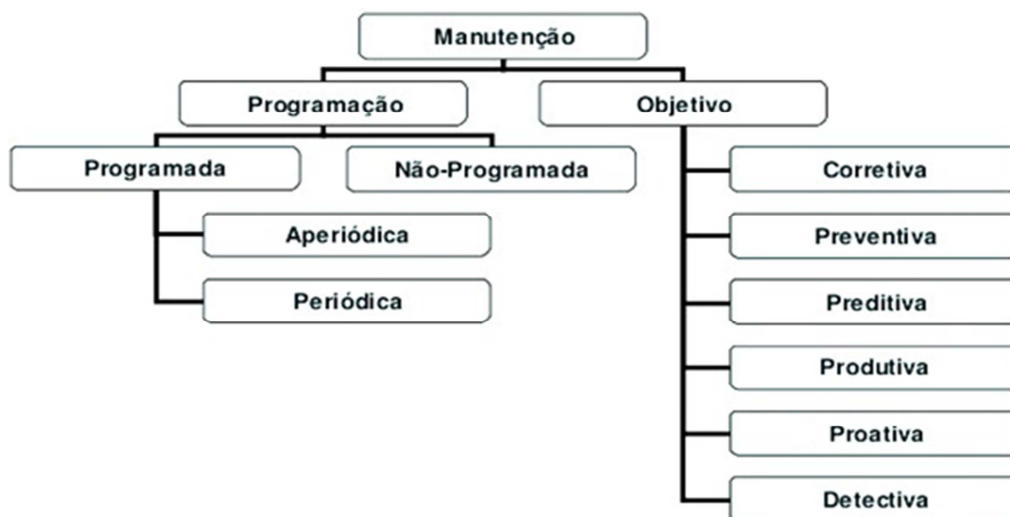 Manutenção
Programação
Objetivo
Programada
Não-Programada
Aperiódica
Periódica
Corretiva
Preventiva
Preditiva
Produtiva
Proativa
Detectiva